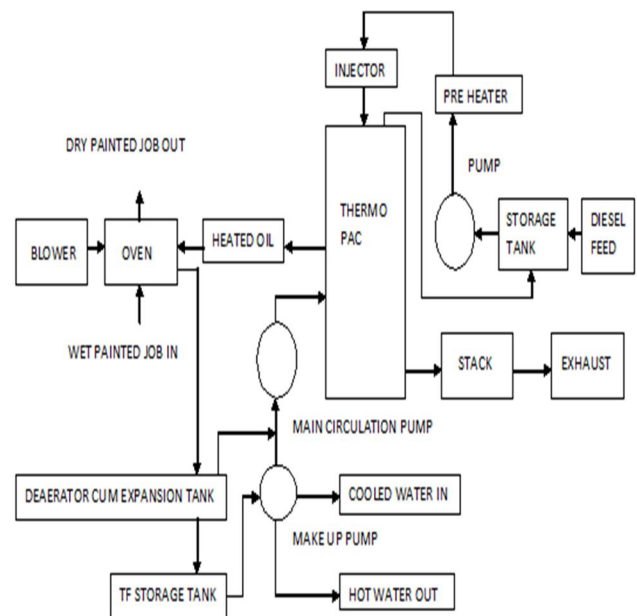 INJECTOR
PRE HEATER
DRY PAINTED JOB OUT
PUMP
THERMO
PAC
STORAGE
TANK
DIESEL
FEED
BLOWER
OVEN
HEATED OIL
WET PAINTED JOB IN
STACK
EXHAUST
MAIN CIRCULATION PUMP
DEAERATOR CUM EXPANSION TANK
COOLED WATER IN
MAKE UP PUMP
TF STORAGE TANK
HOT WATER OUT